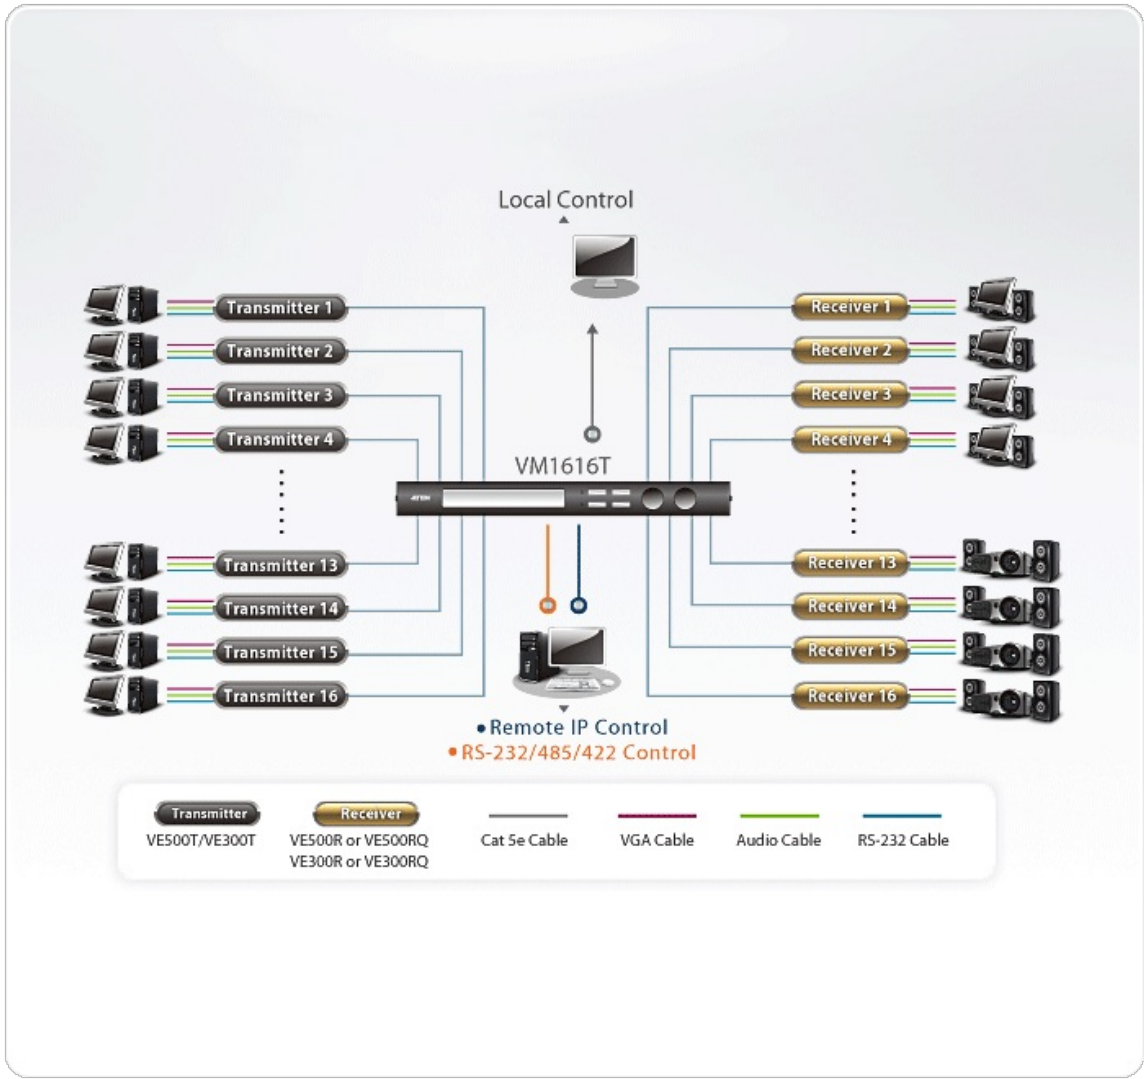 Local Control
Transmitter 1
Transmitter 2
Transmitter 3
Transmitter 4
Receiver 1
Receiver 2
Receiver 3
Receiver 4
VM1616T
ATEN
Transmitter 13
Transmitter 14
Transmitter 15
Transmitter 16
Receiver 13
Receiver 14
Receiver 15
Receiver 16
• Remote IP Control
• RS-232/485/422 Control
Transmitter
VE500T/VE300T
Receiver
VE500R or VE500RQ
VE300R or VE300RQ
Cat 5e Cable
VGA Cable
Audio Cable
RS-232 Cable